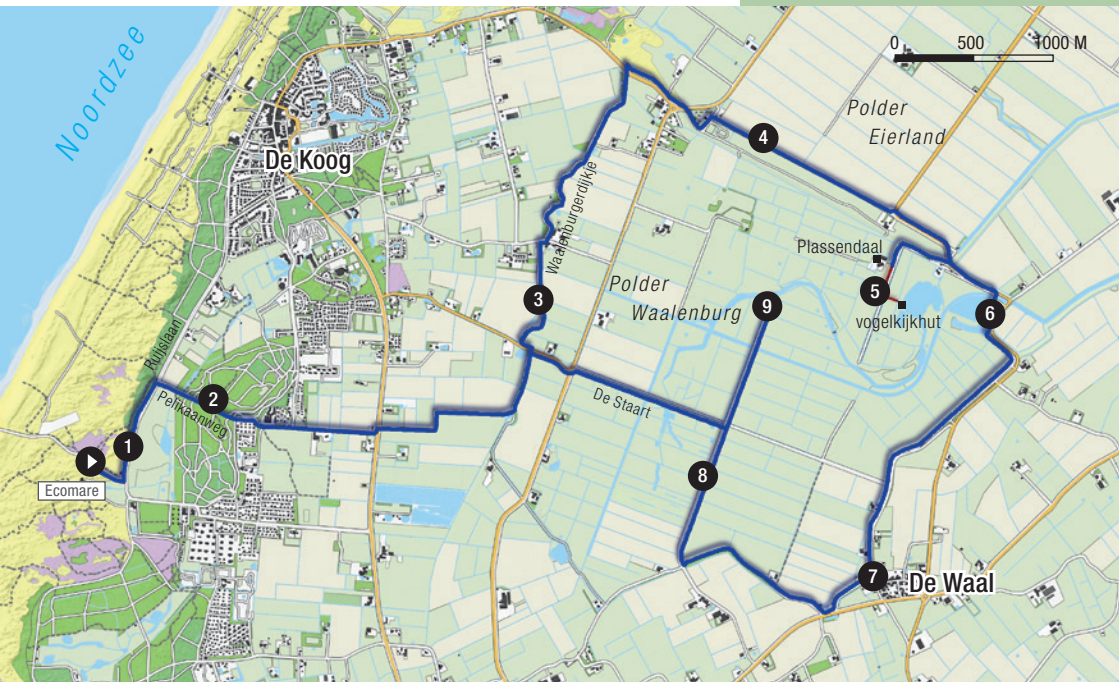 Noordzee
0 500 1000 M
De Koog
4
Polder
Eierland
Waalenburgerdijkje
Plassendaal
3
Polder
Waalenburg
9
5
vogelkijkhut
6
Ruijslaan
2
Pelikaanweg
De Staart
1
Ecomare
8
7
De Waal